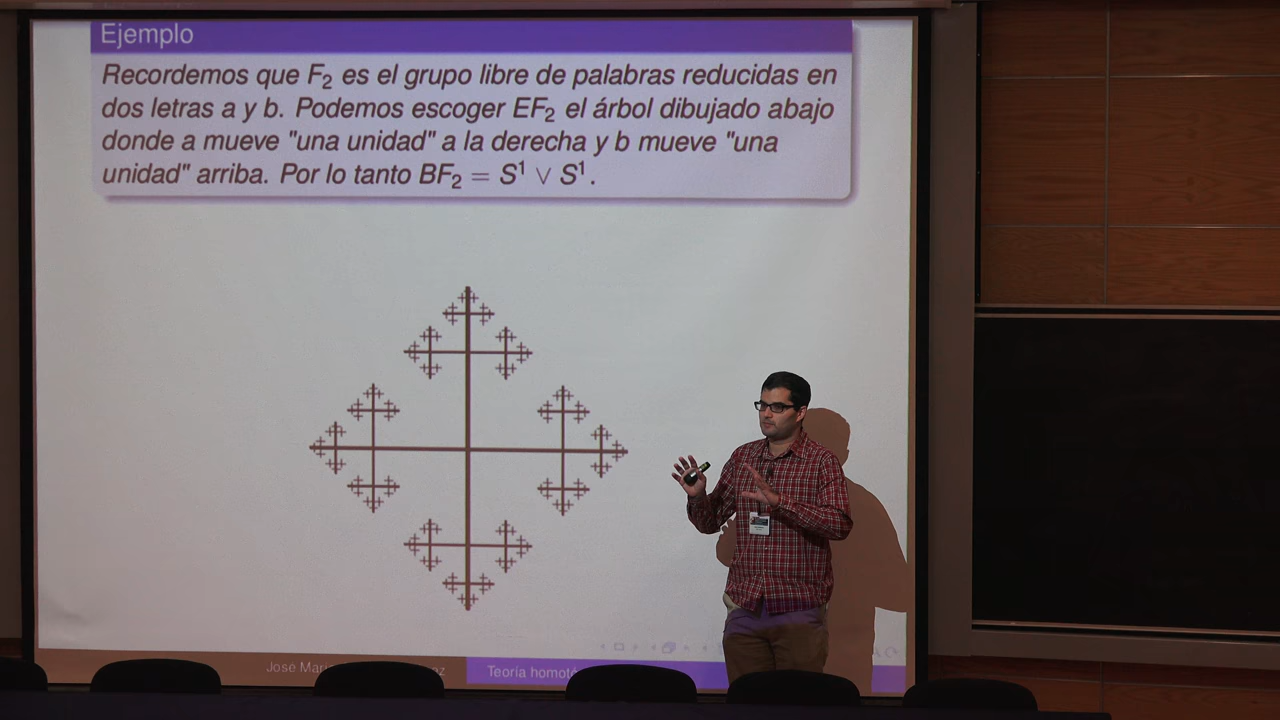 Ejemplo
Recordemos que F₂ es el grupo libre de palabras reducidas en
dos letras a y b. Podemos escoger EF₂ el árbol dibujado abajo
donde a mueve "una unidad" a la derecha y b mueve "una
unidad" arriba. Por lo tanto BF₂ = S¹ ∨ S¹.
José
Teoría